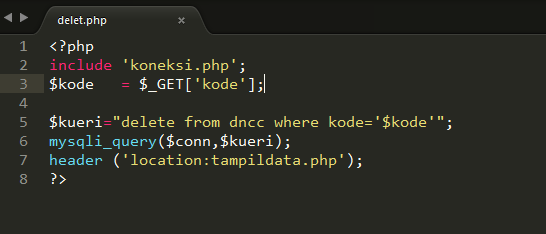 delet.php ×
1 <?php
2 include 'koneksi.php';
3 $kode   = $_GET['kode'];
4
5 $kueri="delete from dncc where kode='$kode'";
6 mysqli_query($conn,$kueri);
7 header ('location:tampildata.php');
8 ?>